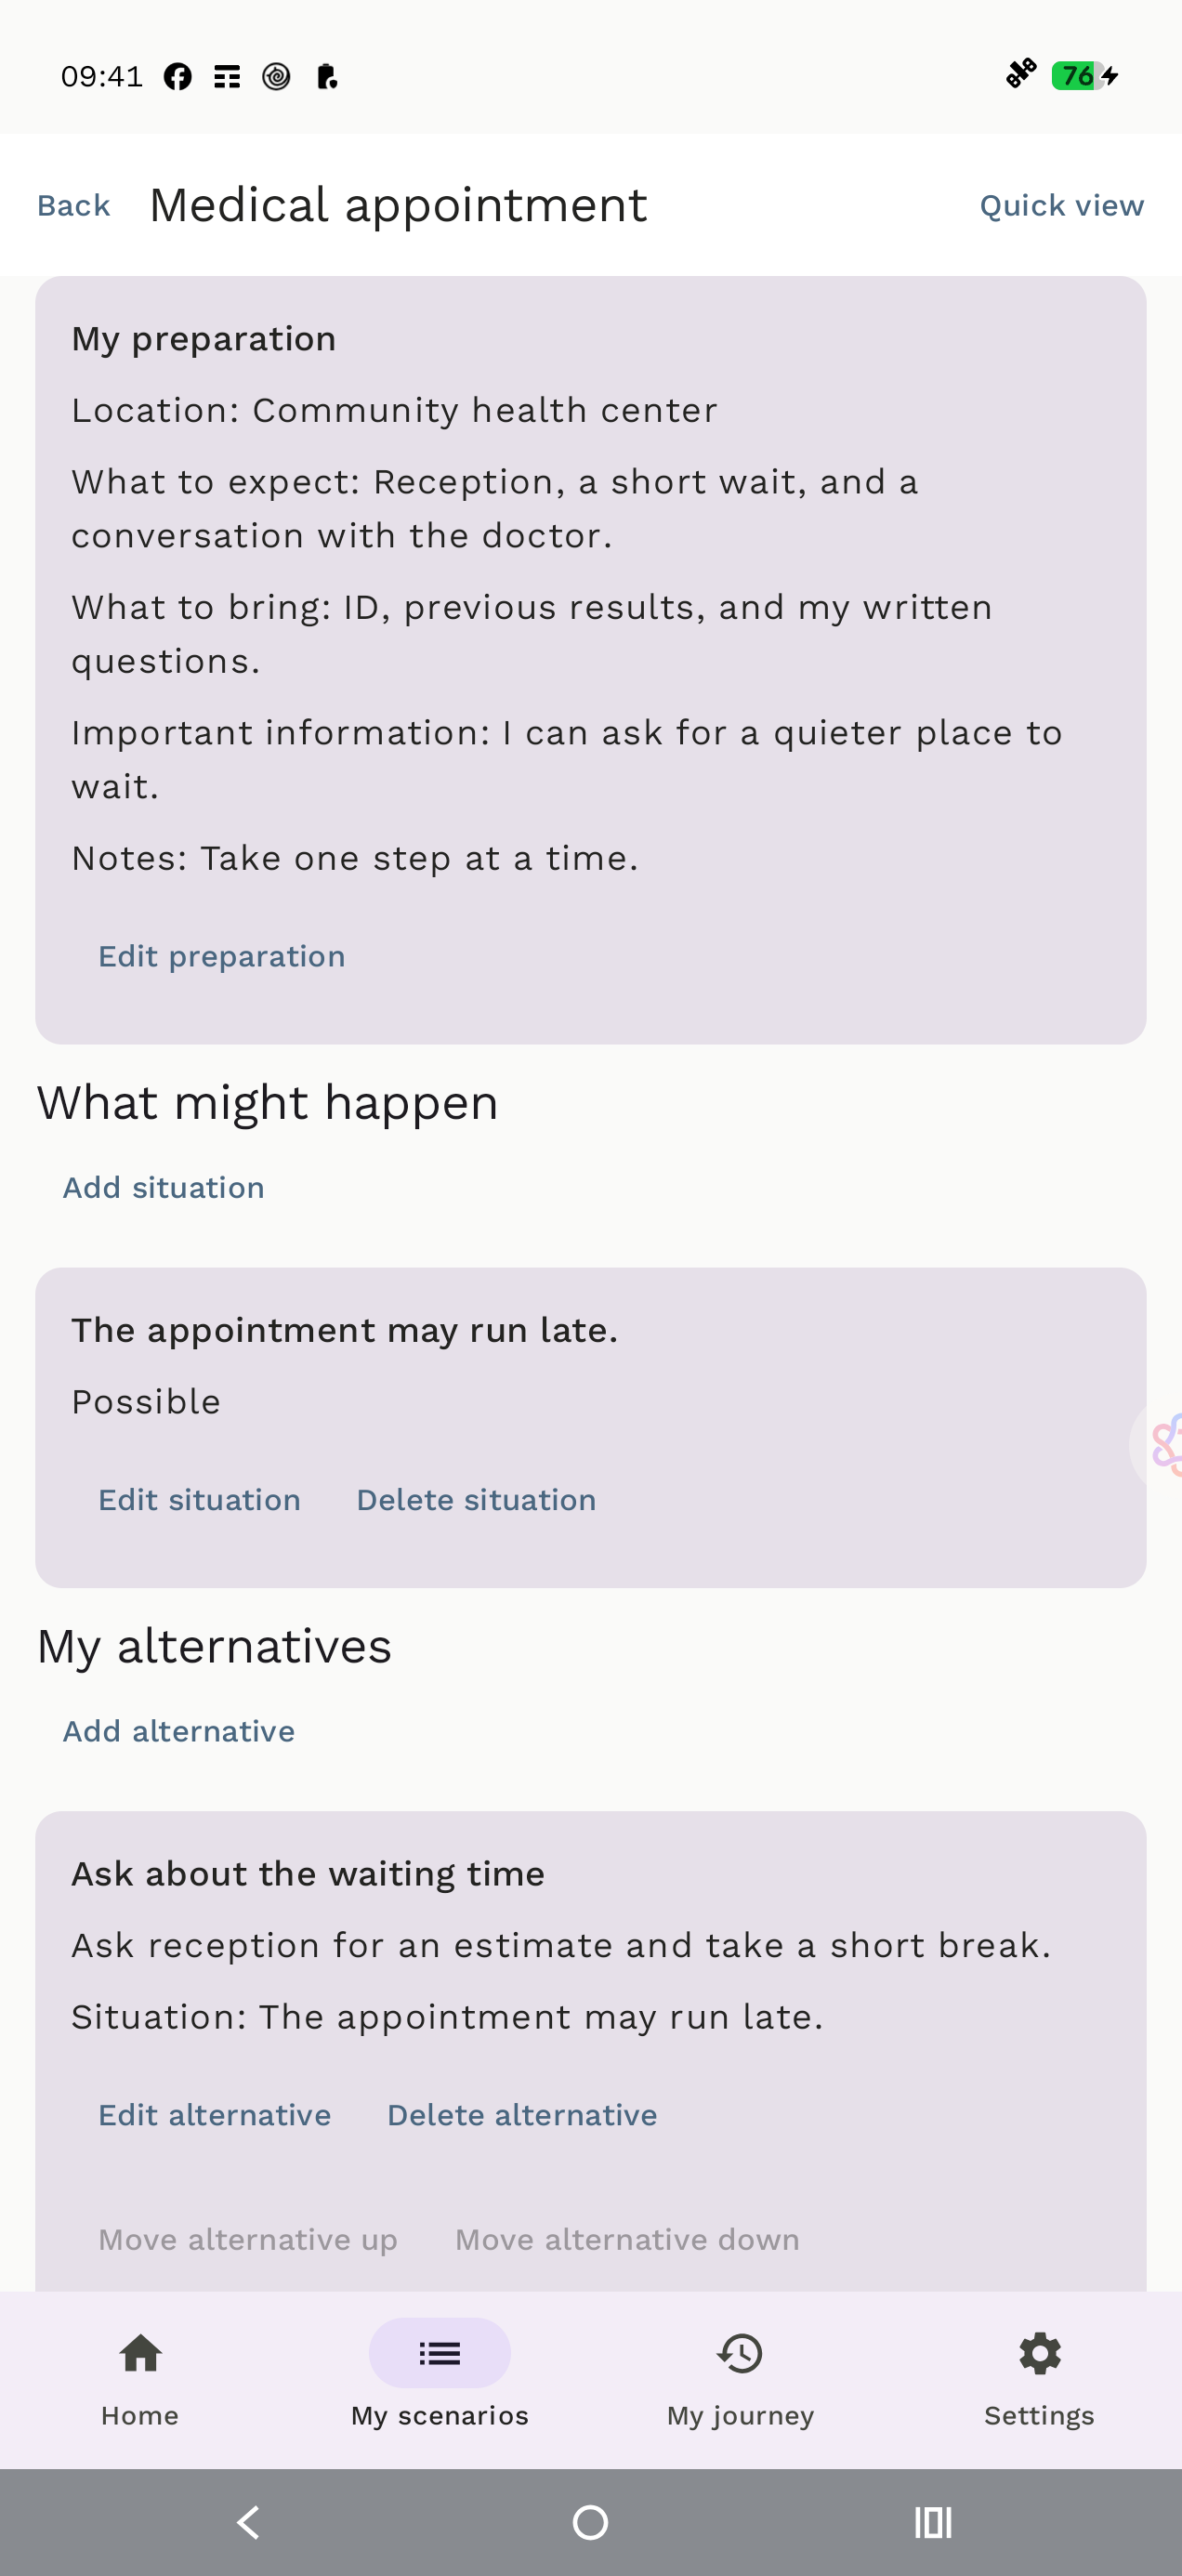 09:41
76
Back
Medical appointment
Quick view
My preparation
Location: Community health center
What to expect: Reception, a short wait, and a
conversation with the doctor.
What to bring: ID, previous results, and my written
questions.
Important information: I can ask for a quieter place to
wait.
Notes: Take one step at a time.
Edit preparation
What might happen
Add situation
The appointment may run late.
Possible
Edit situation
Delete situation
My alternatives
Add alternative
Ask about the waiting time
Ask reception for an estimate and take a short break.
Situation: The appointment may run late.
Edit alternative
Delete alternative
Move alternative up
Move alternative down
Home
My scenarios
My journey
Settings